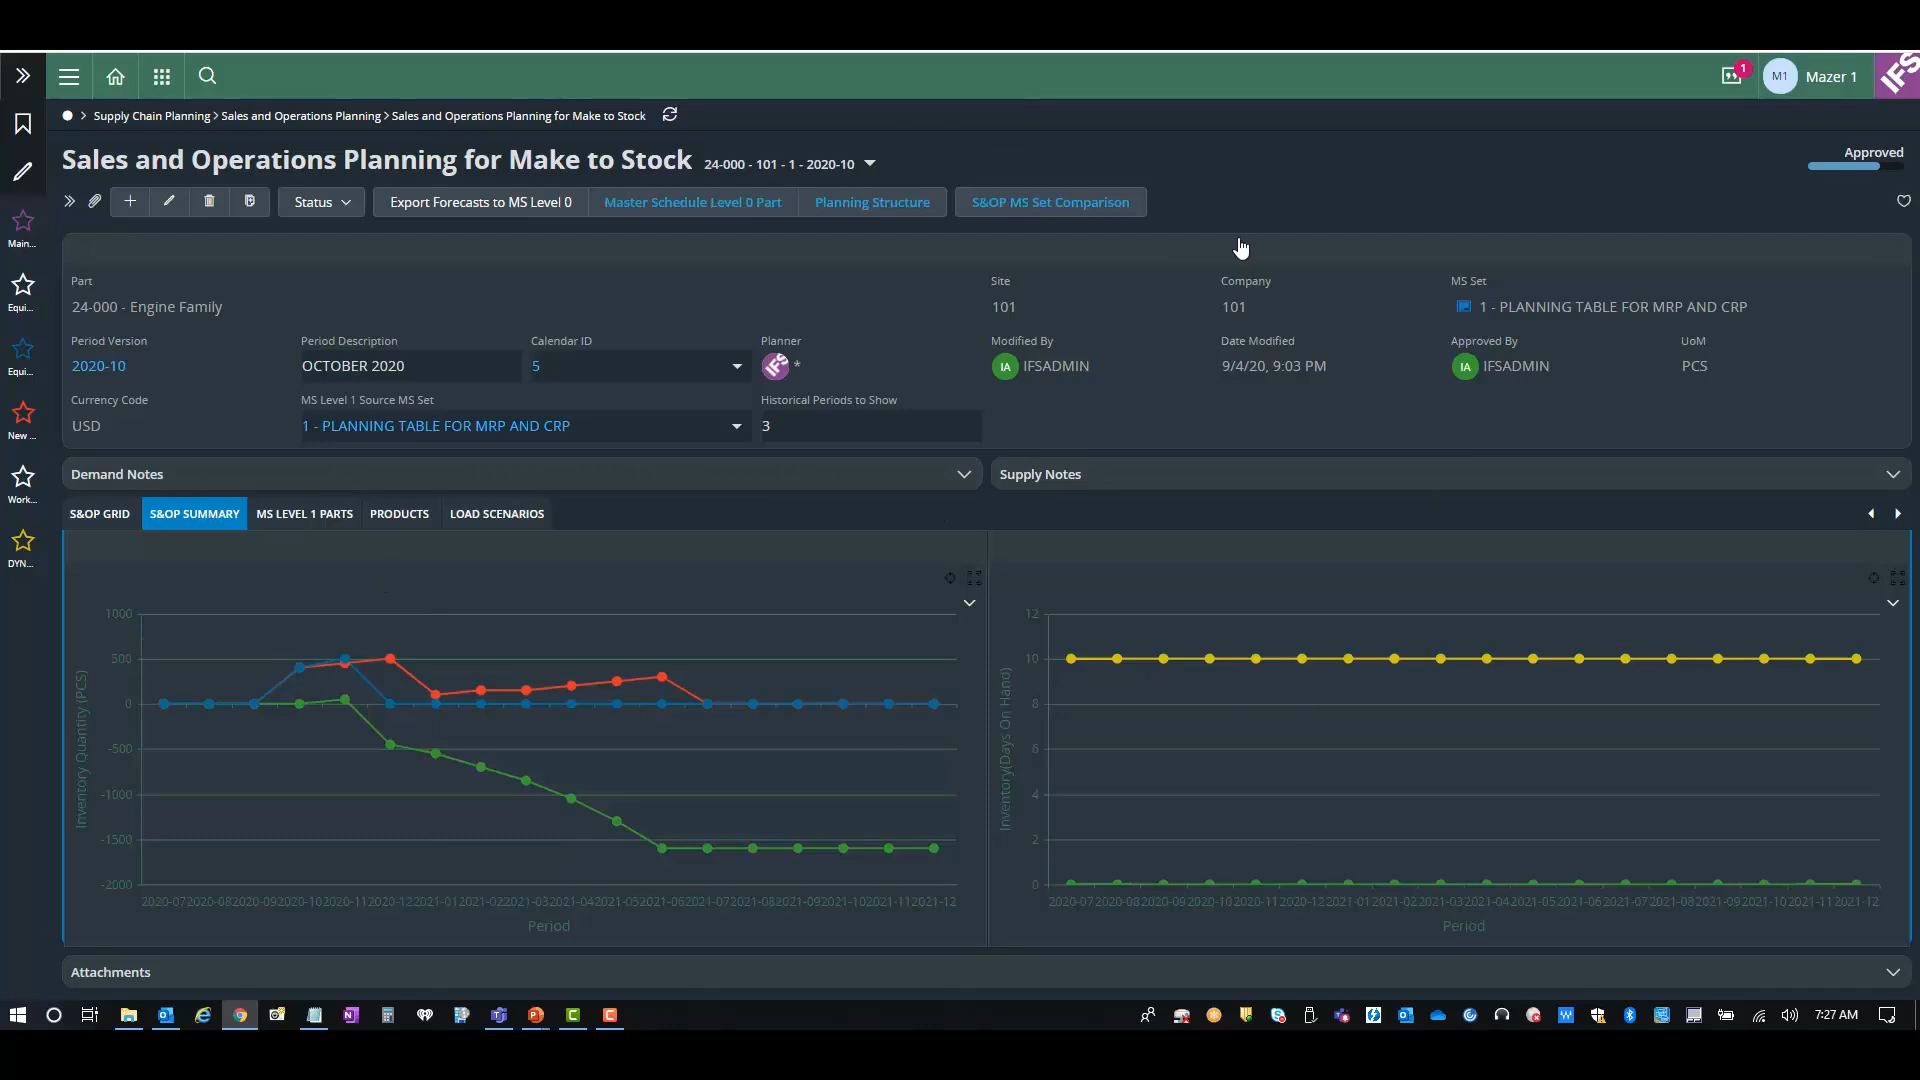 1
M1
Mazer 1
IFS
Supply Chain Planning > Sales and Operations Planning > Sales and Operations Planning for Make to Stock
Sales and Operations Planning for Make to Stock 24-000 - 101 - 1 - 2020-10
Approved
Status
Export Forecasts to MS Level 0
Master Schedule Level 0 Part
Planning Structure
S&OP MS Set Comparison
Main...
Equi...
Equi...
New ...
Work...
DYN...
Part
Site
Company
MS Set
24-000 - Engine Family
101
101
1 - PLANNING TABLE FOR MRP AND CRP
Period Version
Period Description
Calendar ID
Planner
Modified By
Date Modified
Approved By
UoM
2020-10
OCTOBER 2020
5
IFS *
IA IFSADMIN
9/4/20, 9:03 PM
IA IFSADMIN
PCS
Currency Code
MS Level 1 Source MS Set
Historical Periods to Show
USD
1 - PLANNING TABLE FOR MRP AND CRP
3
Demand Notes
Supply Notes
S&OP GRID
S&OP SUMMARY
MS LEVEL 1 PARTS
PRODUCTS
LOAD SCENARIOS
Inventory Quantity (PCS)
1000
500
0
-500
-1000
-1500
-2000
2020-07 2020-08 2020-09 2020-10 2020-11 2020-12 2021-01 2021-02 2021-03 2021-04 2021-05 2021-06 2021-07 2021-08 2021-09 2021-10 2021-11 2021-12
Period
Inventory(Days On Hand)
12
10
8
6
4
2
0
2020-07 2020-08 2020-09 2020-10 2020-11 2020-12 2021-01 2021-02 2021-03 2021-04 2021-05 2021-06 2021-07 2021-08 2021-09 2021-10 2021-11 2021-12
Period
Attachments
7:27 AM